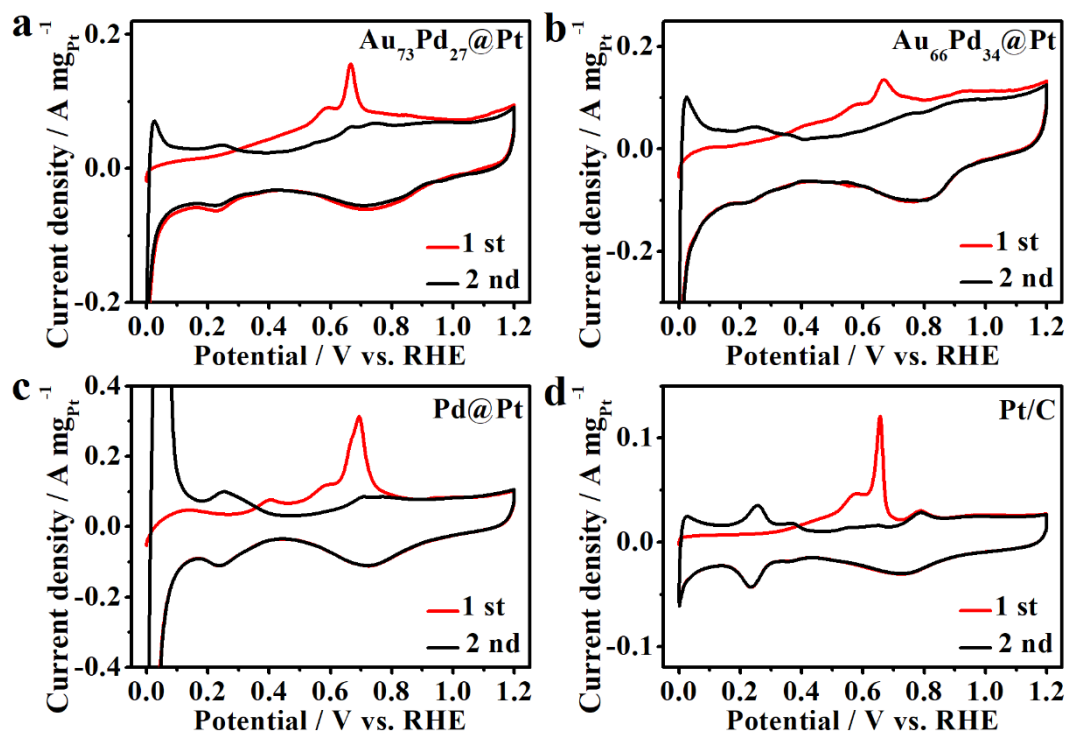 a
Au₇₃Pd₂₇@Pt
Current density / A mg_Pt⁻¹
0.2
0.0
-0.2
1 st
2 nd
0.0 0.2 0.4 0.6 0.8 1.0 1.2
Potential / V vs. RHE
b
Au₆₆Pd₃₄@Pt
Current density / A mg_Pt⁻¹
0.2
0.0
-0.2
1 st
2 nd
0.0 0.2 0.4 0.6 0.8 1.0 1.2
Potential / V vs. RHE
c
Pd@Pt
Current density / A mg_Pt⁻¹
0.4
0.2
0.0
-0.2
-0.4
1 st
2 nd
0.0 0.2 0.4 0.6 0.8 1.0 1.2
Potential / V vs. RHE
d
Pt/C
Current density / A mg_Pt⁻¹
0.1
0.0
-0.1
1 st
2 nd
0.0 0.2 0.4 0.6 0.8 1.0 1.2
Potential / V vs. RHE